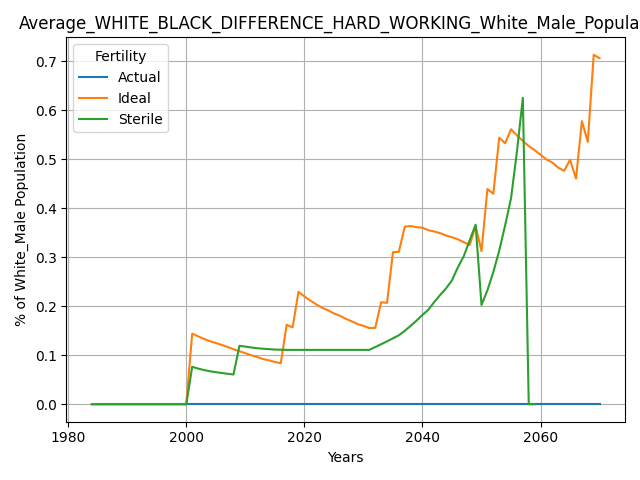 Average_WHITE_BLACK_DIFFERENCE_HARD_WORKING_White_Male_Popula
Fertility
Actual
Ideal
Sterile
% of White_Male Population
0.7
0.6
0.5
0.4
0.3
0.2
0.1
0.0
1980 2000 2020 2040 2060
Years